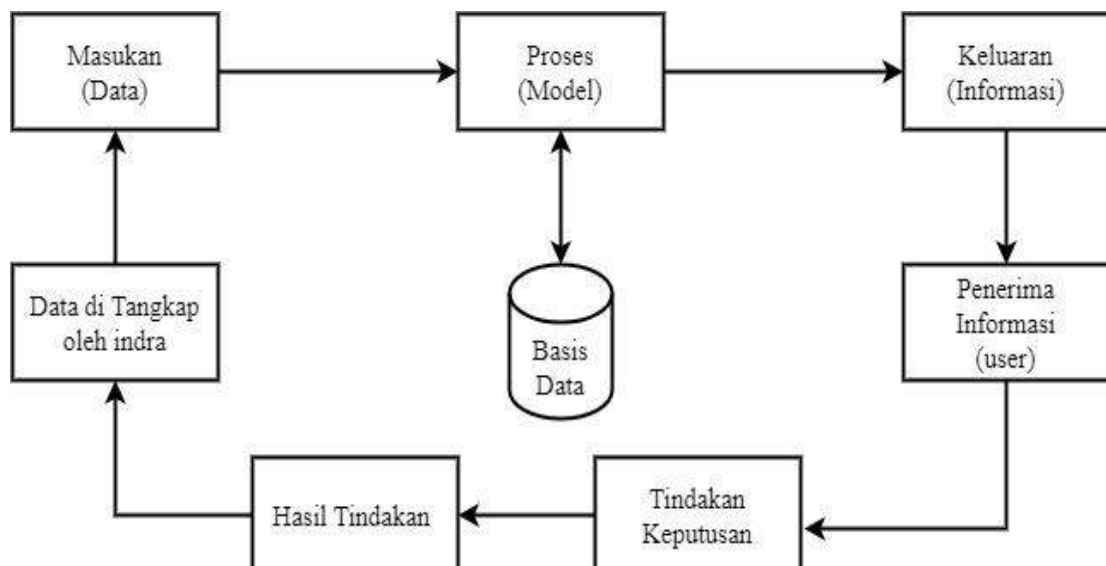 Masukan
(Data)
Proses
(Model)
Keluaran
(Informasi)
Data di Tangkap
oleh indra
Basis
Data
Penerima
Informasi
(user)
Hasil Tindakan
Tindakan
Keputusan